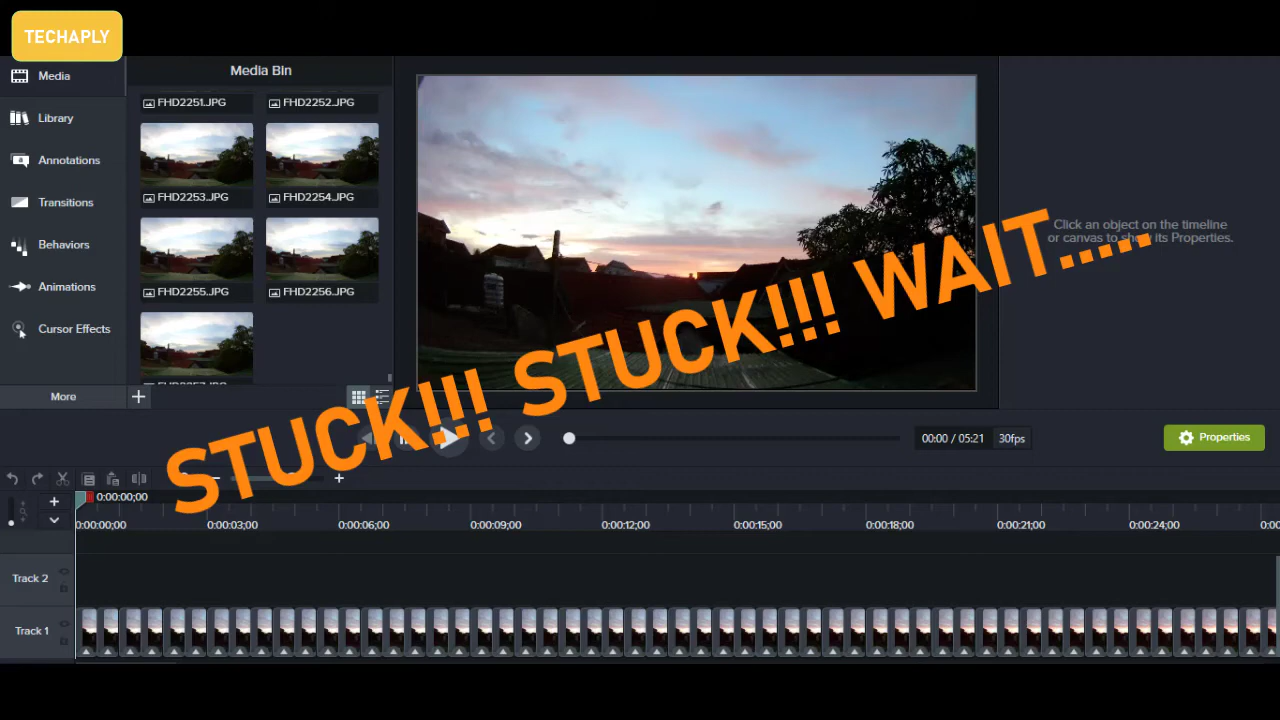 TECHAPLY
Media
Library
Annotations
Transitions
Behaviors
Animations
Cursor Effects
More
Media Bin
FHD2251.JPG
FHD2252.JPG
FHD2253.JPG
FHD2254.JPG
FHD2255.JPG
FHD2256.JPG
Click an object on the timeline
or canvas to show its Properties.
STUCK!!! STUCK!!! WAIT.....
00:00 / 05:21
30fps
Properties
0:00:00;00
0:00:00;00
0:00:03;00
0:00:06;00
0:00:09;00
0:00:12;00
0:00:15;00
0:00:18;00
0:00:21;00
0:00:24;00
Track 2
Track 1